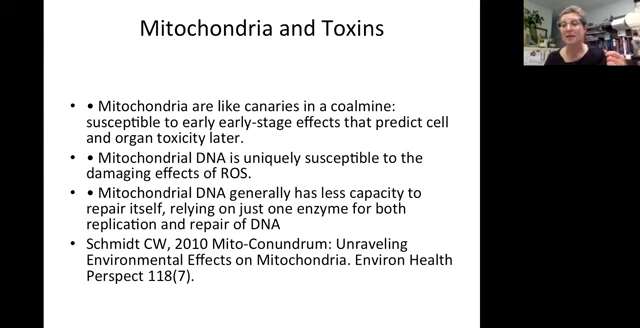 Mitochondria and Toxins
• • Mitochondria are like canaries in a coalmine:
susceptible to early early-stage effects that predict cell
and organ toxicity later.
• • Mitochondrial DNA is uniquely susceptible to the
damaging effects of ROS.
• • Mitochondrial DNA generally has less capacity to
repair itself, relying on just one enzyme for both
replication and repair of DNA
• Schmidt CW, 2010 Mito-Conundrum: Unraveling
Environmental Effects on Mitochondria. Environ Health
Perspect 118(7).